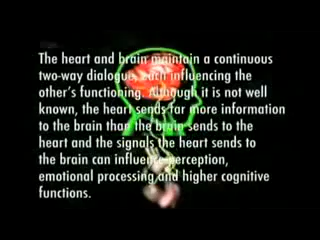 The heart and brain maintain a continuous
two-way dialogue, each influencing the
other's functioning. Although it is not well
known, the heart sends far more information
to the brain than the brain sends to the
heart and the signals the heart sends to
the brain can influence perception,
emotional processing and higher cognitive
functions.